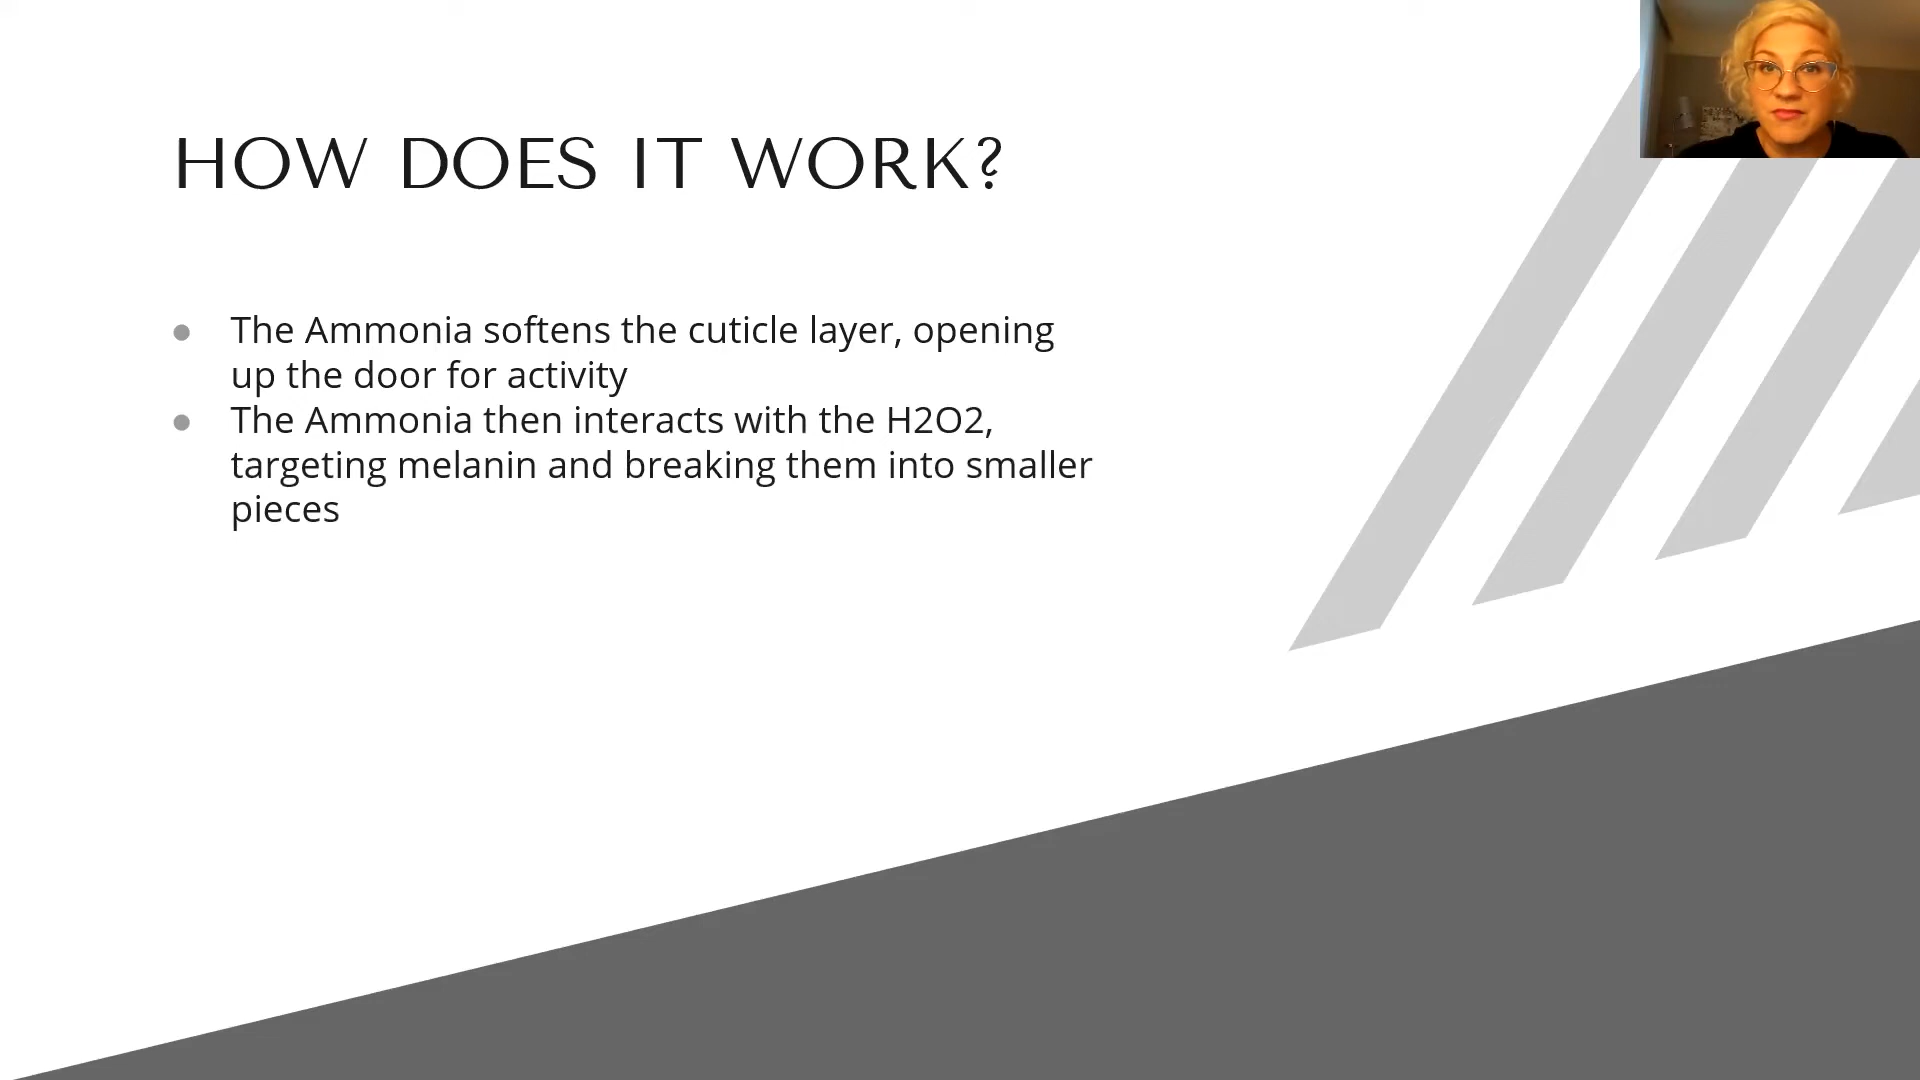 HOW DOES IT WORK?
● The Ammonia softens the cuticle layer, opening
up the door for activity
● The Ammonia then interacts with the H2O2,
targeting melanin and breaking them into smaller
pieces